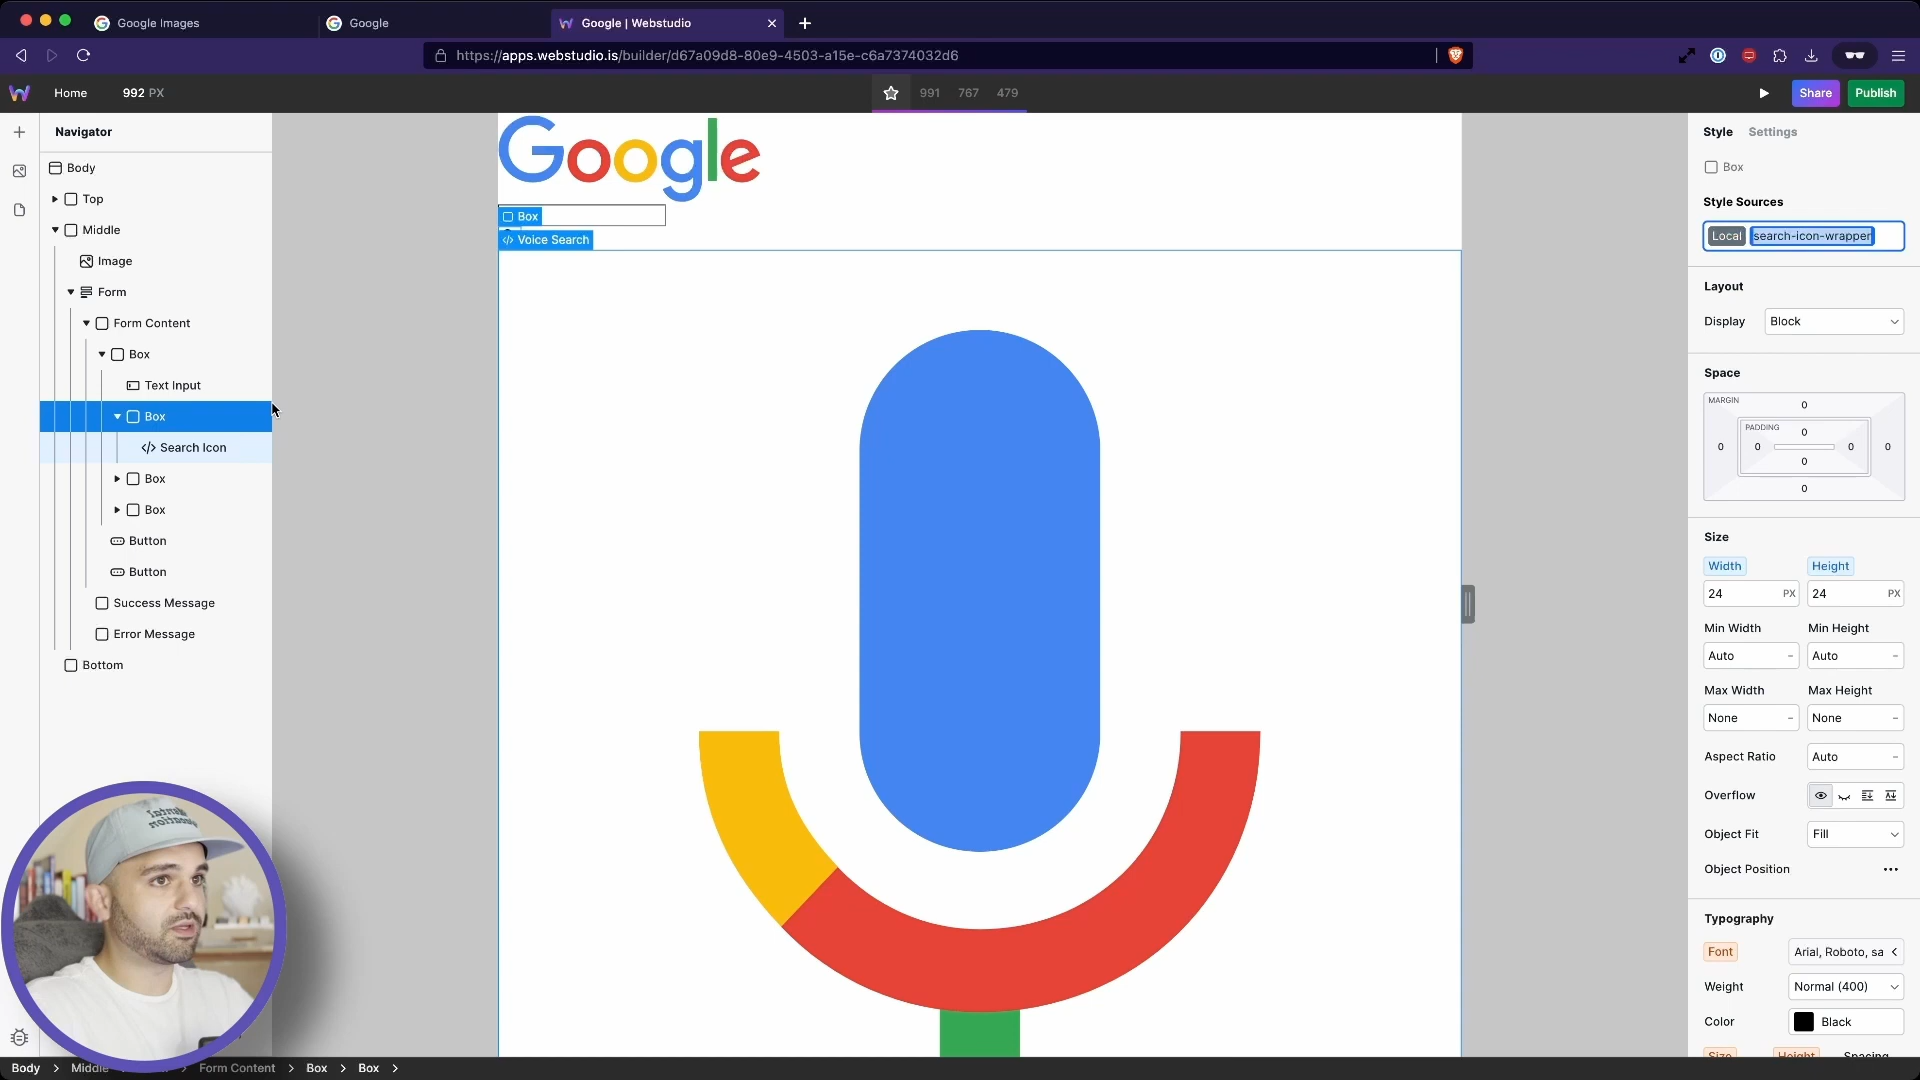 Google Images
Google
Google | Webstudio
https://apps.webstudio.is/builder/d67a09d8-80e9-4503-a15e-c6a7374032d6
Home
992 PX
991
767
479
Share
Publish
Navigator
Body
Top
Middle
Image
Form
Form Content
Box
Text Input
Box
Search Icon
Box
Box
Button
Button
Success Message
Error Message
Bottom
Google
Box
Voice Search
Style
Settings
Box
Style Sources
Local
search-icon-wrapper
Layout
Display
Block
Space
MARGIN
0
PADDING
0
0
0
0
0
0
0
Size
Width
Height
24 PX
24 PX
Min Width
Min Height
Auto –
Auto –
Max Width
Max Height
None –
None –
Aspect Ratio
Auto –
Overflow
Object Fit
Fill
Object Position
Typography
Font
Arial, Roboto, sa
Weight
Normal (400)
Color
Black
Size
Height
Spacing
Body > Middle > Form Content > Box > Box >